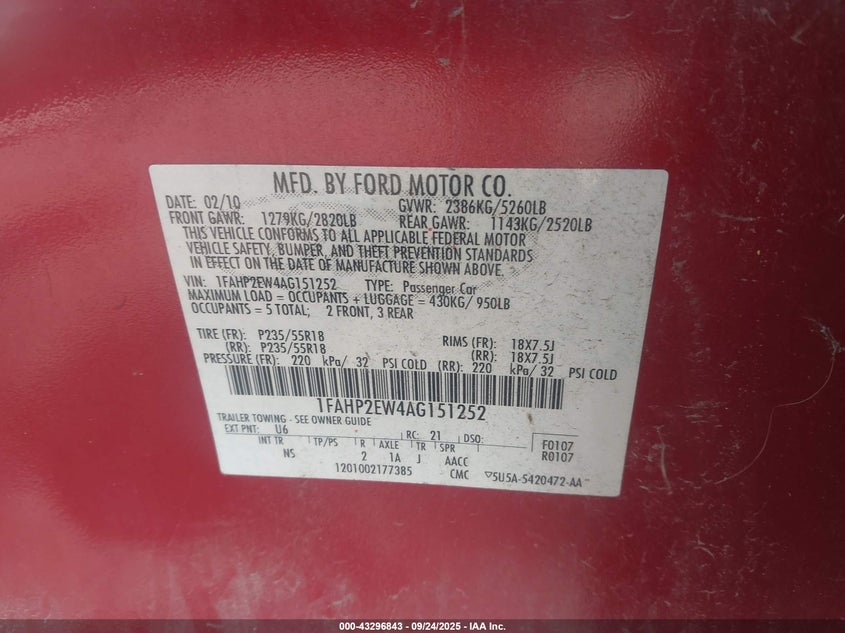 MFD. BY FORD MOTOR CO.
DATE: 02/10 GVWR: 2386KG/5260LB
FRONT GAWR: 1279KG/2820LB REAR GAWR: 1143KG/2520LB
THIS VEHICLE CONFORMS TO ALL APPLICABLE FEDERAL MOTOR
VEHICLE SAFETY, BUMPER, AND THEFT PREVENTION STANDARDS
IN EFFECT ON THE DATE OF MANUFACTURE SHOWN ABOVE.
VIN: 1FAHP2EW4AG151252 TYPE: Passenger Car
MAXIMUM LOAD = OCCUPANTS + LUGGAGE = 430KG/ 950LB
OCCUPANTS = 5 TOTAL; 2 FRONT, 3 REAR
TIRE (FR): P235/55R18 RIMS (FR): 18X7.5J
(RR): P235/55R18 (RR): 18X7.5J
PRESSURE (FR): 220 kPa/ 32 PSI COLD (RR): 220 kPa/ 32 PSI COLD
1FAHP2EW4AG151252
TRAILER TOWING - SEE OWNER GUIDE
EXT PNT: U6 RC: 21 DSO: F0107
INT TR TP/PS R AXLE TR SPR R0107
NS 2 1A J AACC
1201002177385 CMC ▽5U5A-5420472-AA
000-43296843 - 09/24/2025 - IAA Inc.